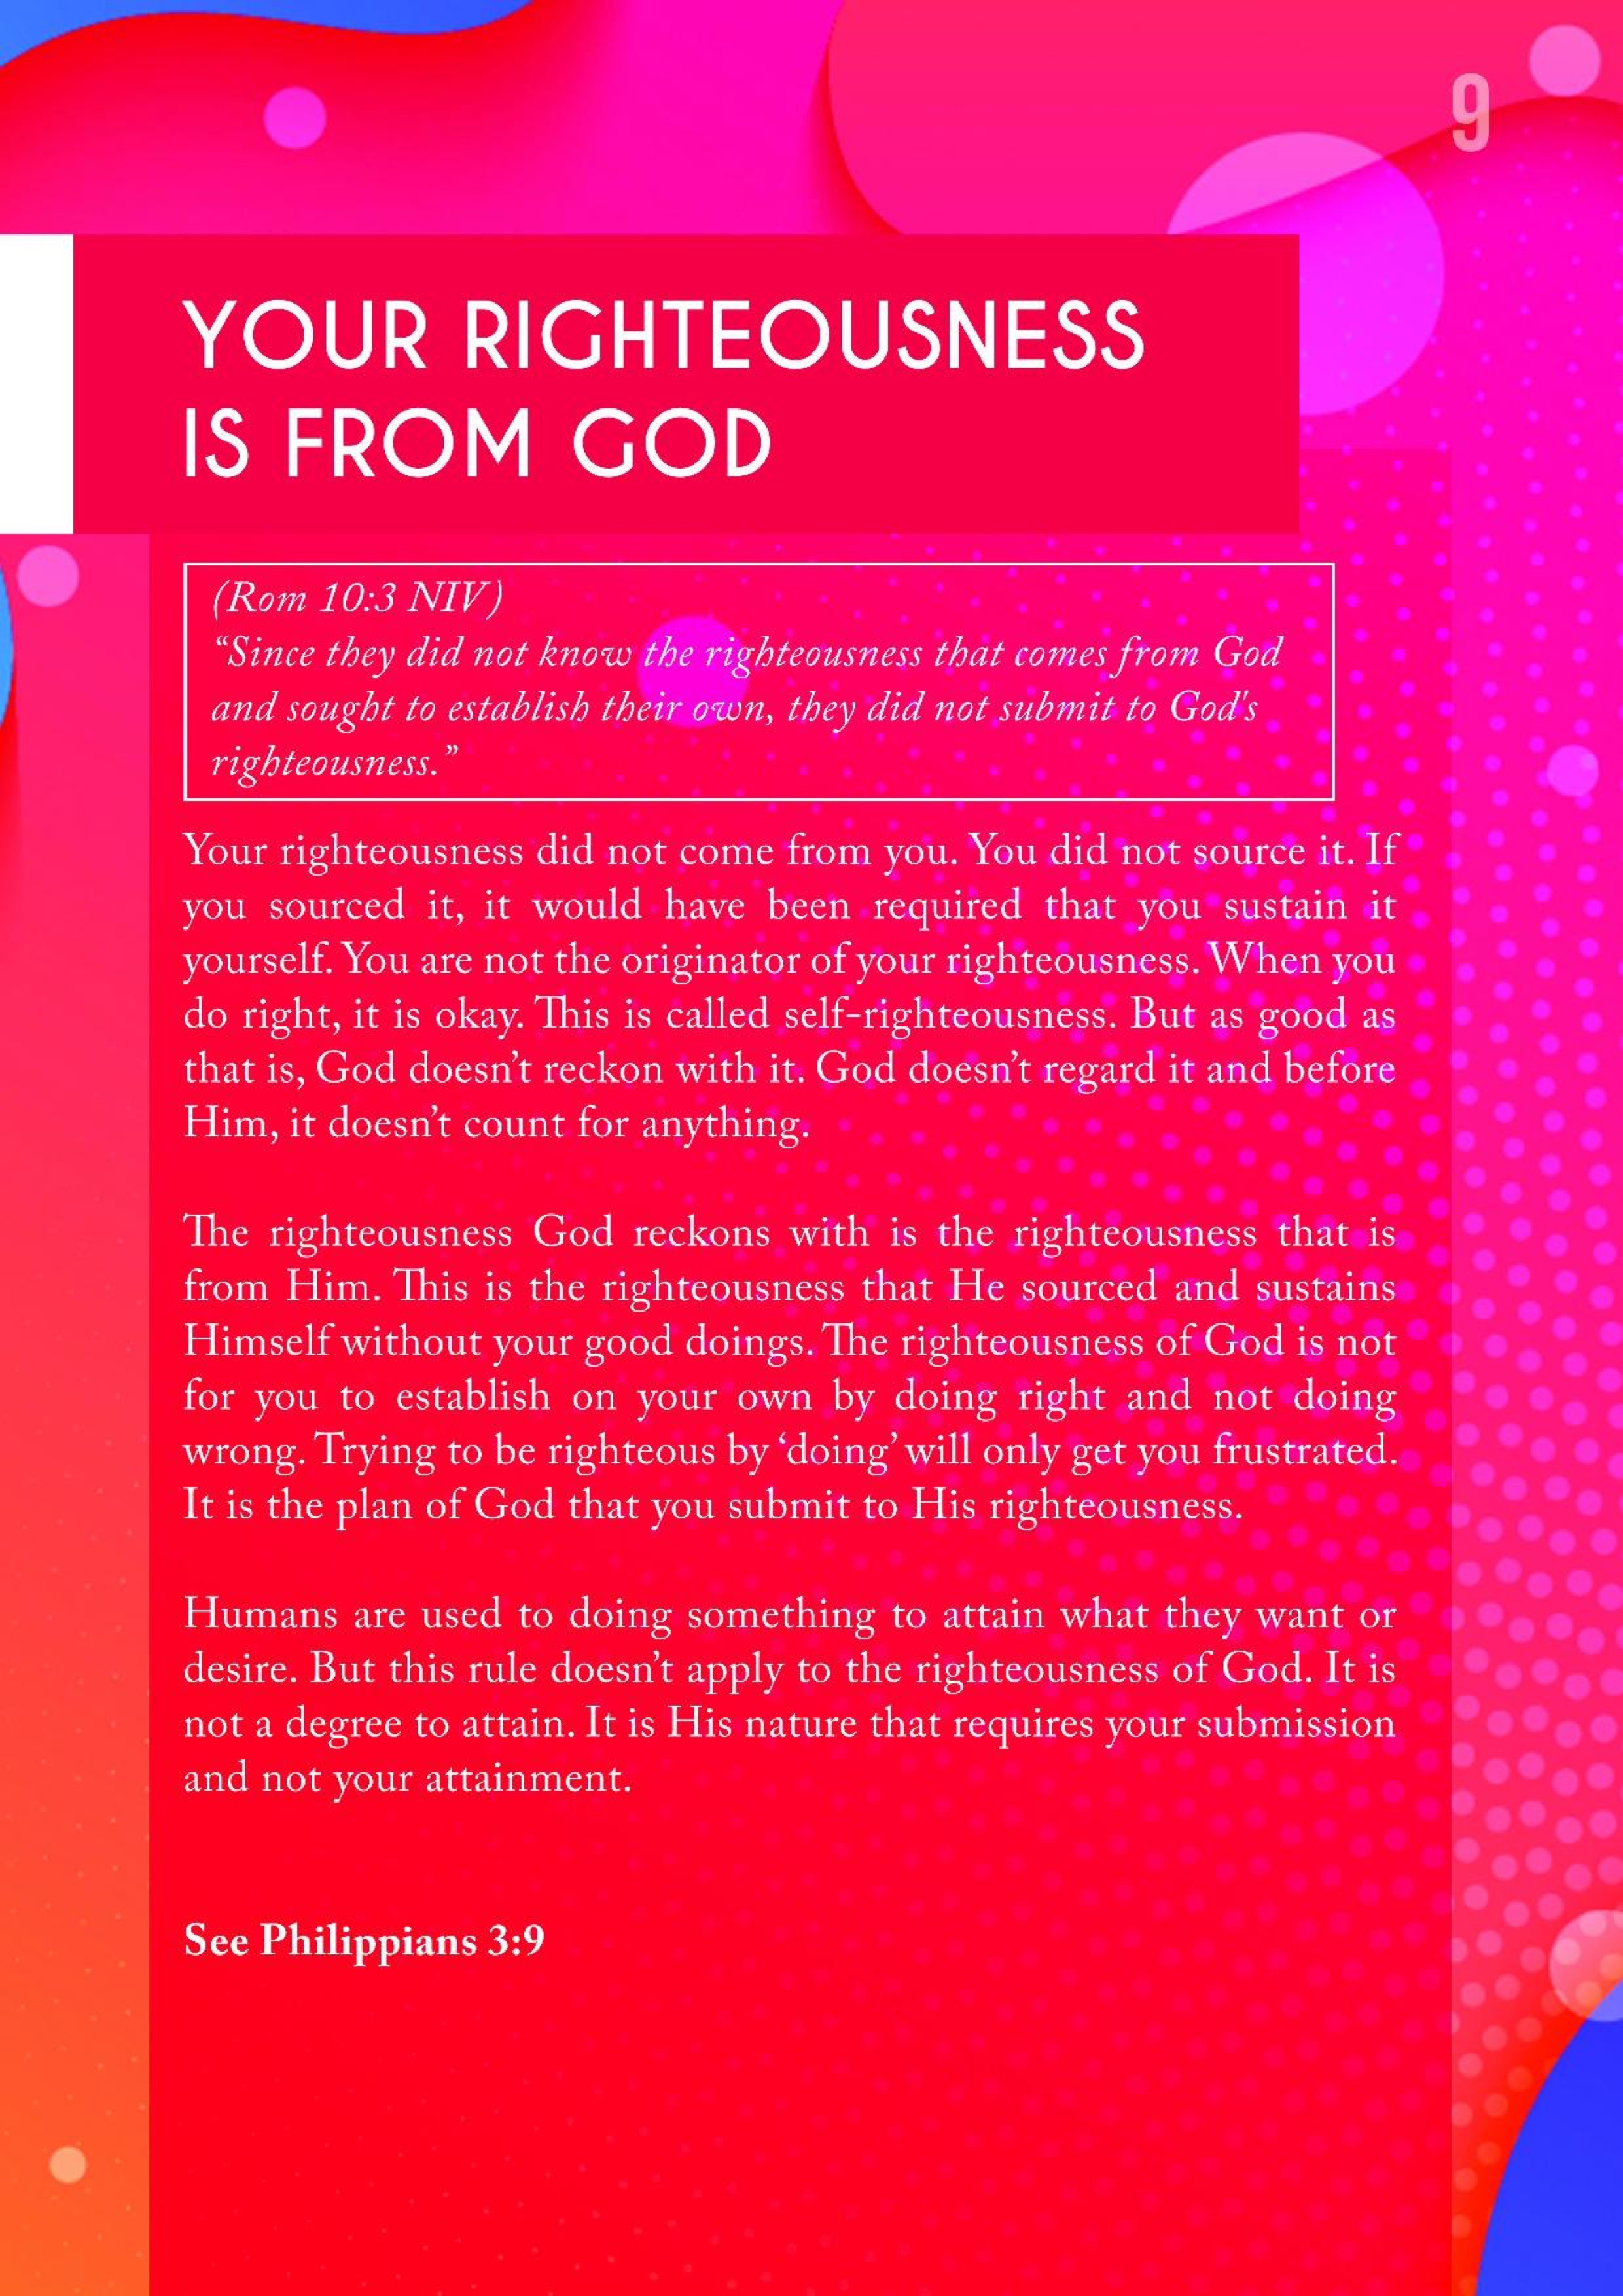 9
YOUR RIGHTEOUSNESS
IS FROM GOD
(Rom 10:3 NIV)
“Since they did not know the righteousness that comes from God
and sought to establish their own, they did not submit to God's
righteousness.”
Your righteousness did not come from you. You did not source it. If
you sourced it, it would have been required that you sustain it
yourself. You are not the originator of your righteousness. When you
do right, it is okay. This is called self-righteousness. But as good as
that is, God doesn’t reckon with it. God doesn’t regard it and before
Him, it doesn’t count for anything.
The righteousness God reckons with is the righteousness that is
from Him. This is the righteousness that He sourced and sustains
Himself without your good doings. The righteousness of God is not
for you to establish on your own by doing right and not doing
wrong. Trying to be righteous by ‘doing’ will only get you frustrated.
It is the plan of God that you submit to His righteousness.
Humans are used to doing something to attain what they want or
desire. But this rule doesn’t apply to the righteousness of God. It is
not a degree to attain. It is His nature that requires your submission
and not your attainment.
See Philippians 3:9